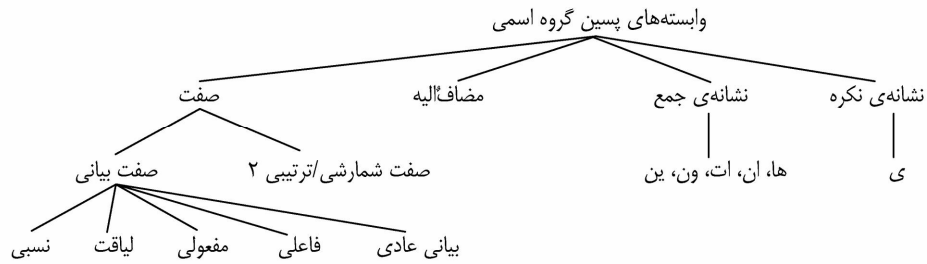 وابسته‌های پسین گروه اسمی
نشانه‌ی نکره نشانه‌ی جمع مضافٌ‌الیه صفت
ی ها، ان، ات، ون، ین صفت شمارشی/ترتیبی ۲ صفت بیانی
بیانی عادی فاعلی مفعولی لیاقت نسبی